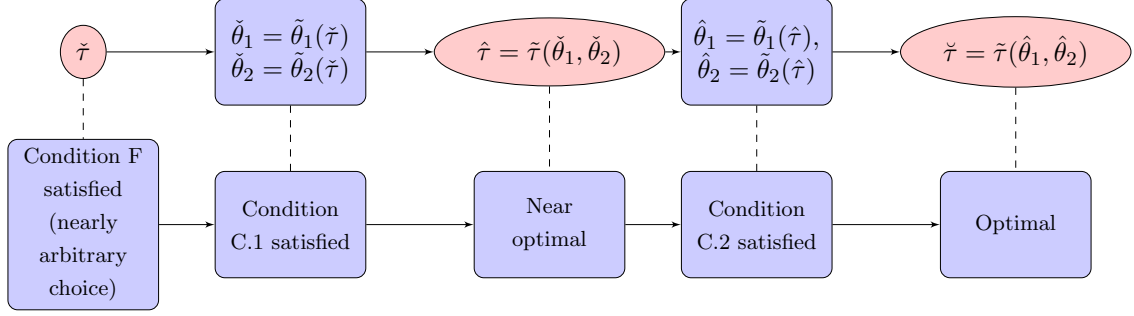 τ̌
θ̌₁ = θ̃₁(τ̌)
θ̌₂ = θ̃₂(τ̌)
τ̂ = τ̃(θ̌₁, θ̌₂)
θ̂₁ = θ̃₁(τ̂),
θ̂₂ = θ̃₂(τ̂)
τ̆ = τ̃(θ̂₁, θ̂₂)
Condition F
satisfied
(nearly
arbitrary
choice)
Condition
C.1 satisfied
Near
optimal
Condition
C.2 satisfied
Optimal